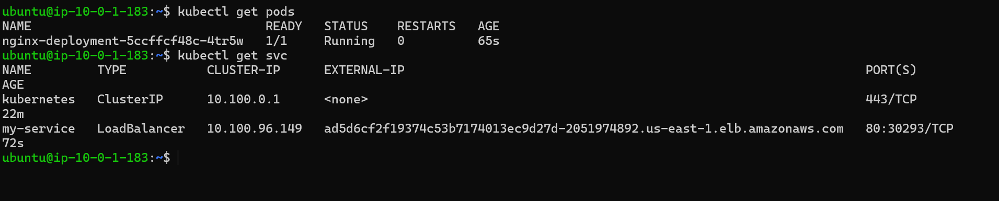 ubuntu@ip-10-0-1-183:~$ kubectl get pods
NAME                                READY   STATUS    RESTARTS   AGE
nginx-deployment-5ccffcf48c-4tr5w   1/1     Running   0          65s
ubuntu@ip-10-0-1-183:~$ kubectl get svc
NAME         TYPE           CLUSTER-IP      EXTERNAL-IP                                                               PORT(S)
AGE
kubernetes   ClusterIP      10.100.0.1      <none>                                                                    443/TCP
22m
my-service   LoadBalancer   10.100.96.149   ad5d6cf2f19374c53b7174013ec9d27d-2051974892.us-east-1.elb.amazonaws.com   80:30293/TCP
72s
ubuntu@ip-10-0-1-183:~$